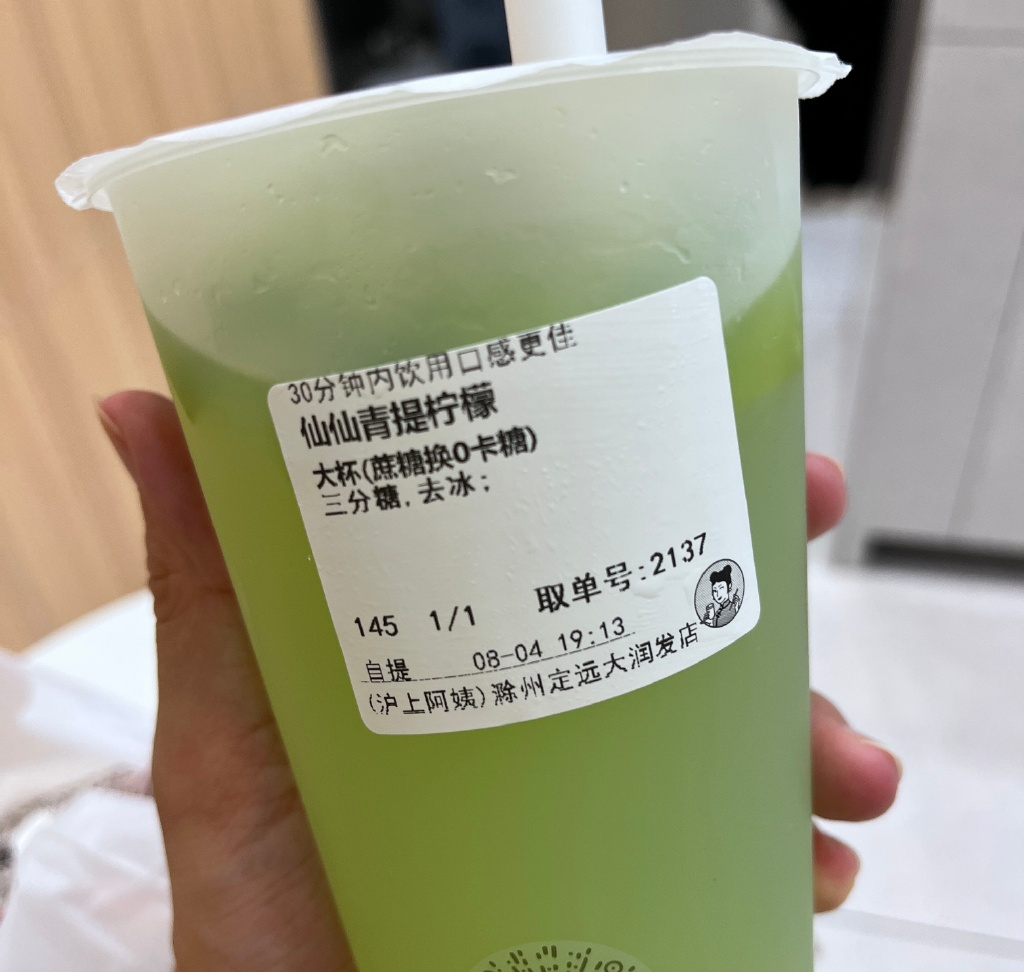 30分钟内饮用口感更佳
仙仙青提柠檬
大杯(蔗糖换0卡糖)
三分糖,去冰;
取单号:2137
145 1/1
自提 08-04 19:13
(沪上阿姨)滁州定远大润发店